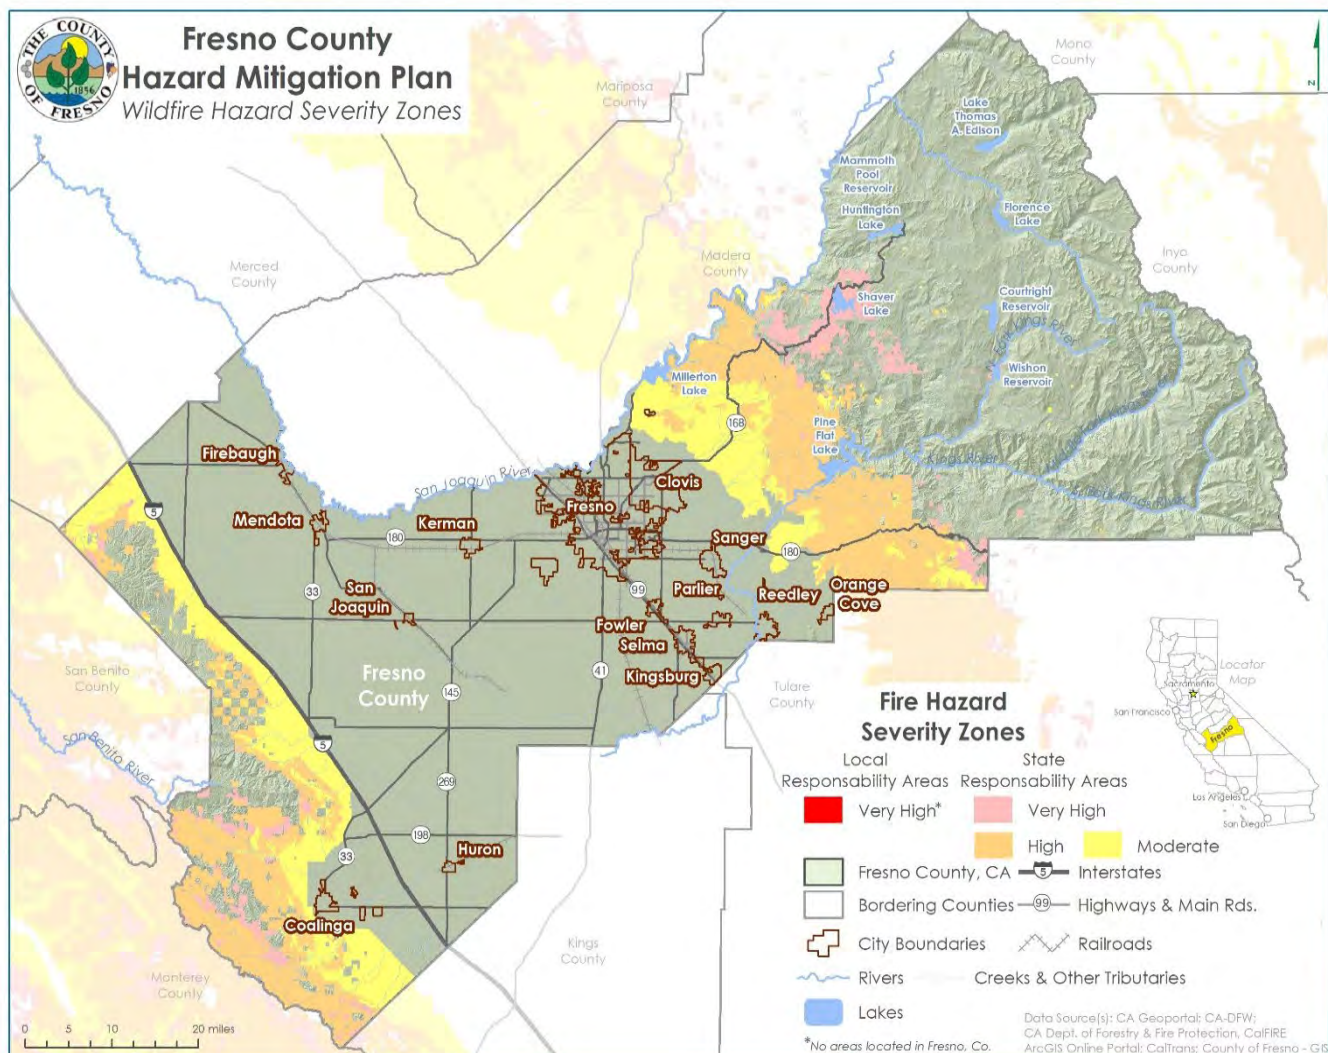 THE COUNTY
OF FRESNO
1856
Fresno County
Hazard Mitigation Plan
Wildfire Hazard Severity Zones
Mono
County
Mariposa
County
Lake
Thomas
A. Edison
Mammoth
Pool
Reservoir
Huntington
Lake
Florence
Lake
Inyo
County
Merced
County
Madera
County
Shaver
Lake
Courtright
Reservoir
N. Fork Kings River
Wishon
Reservoir
Millerton
Lake
168
Pine
Flat
Lake
Kings River
Firebaugh
San Joaquin River
Clovis
5
Mendota
Kerman
Fresno
180
Sanger
180
33
San
Joaquin
99
Parlier
Reedley
Orange
Cove
Fowler
Selma
Fresno
County
145
41
Kingsburg
San Benito
County
Tulare
County
San Benito River
5
269
198
33
Huron
Coalinga
Kings
County
Monterey
County
0 5 10 20 miles
Locator
Map
Sacramento
San Francisco
Fresno
Los Angeles
San Diego
Fire Hazard
Severity Zones
Local State
Responsability Areas Responsability Areas
Very High* Very High
High Moderate
Fresno County, CA 5 Interstates
Bordering Counties 99 Highways & Main Rds.
City Boundaries Railroads
Rivers Creeks & Other Tributaries
Lakes
*No areas located in Fresno, Co.
Data Source(s): CA Geoportal; CA-DFW;
CA Dept. of Forestry & Fire Protection, CalFIRE
ArcGIS Online Portal; CalTrans; County of Fresno - GIS
N